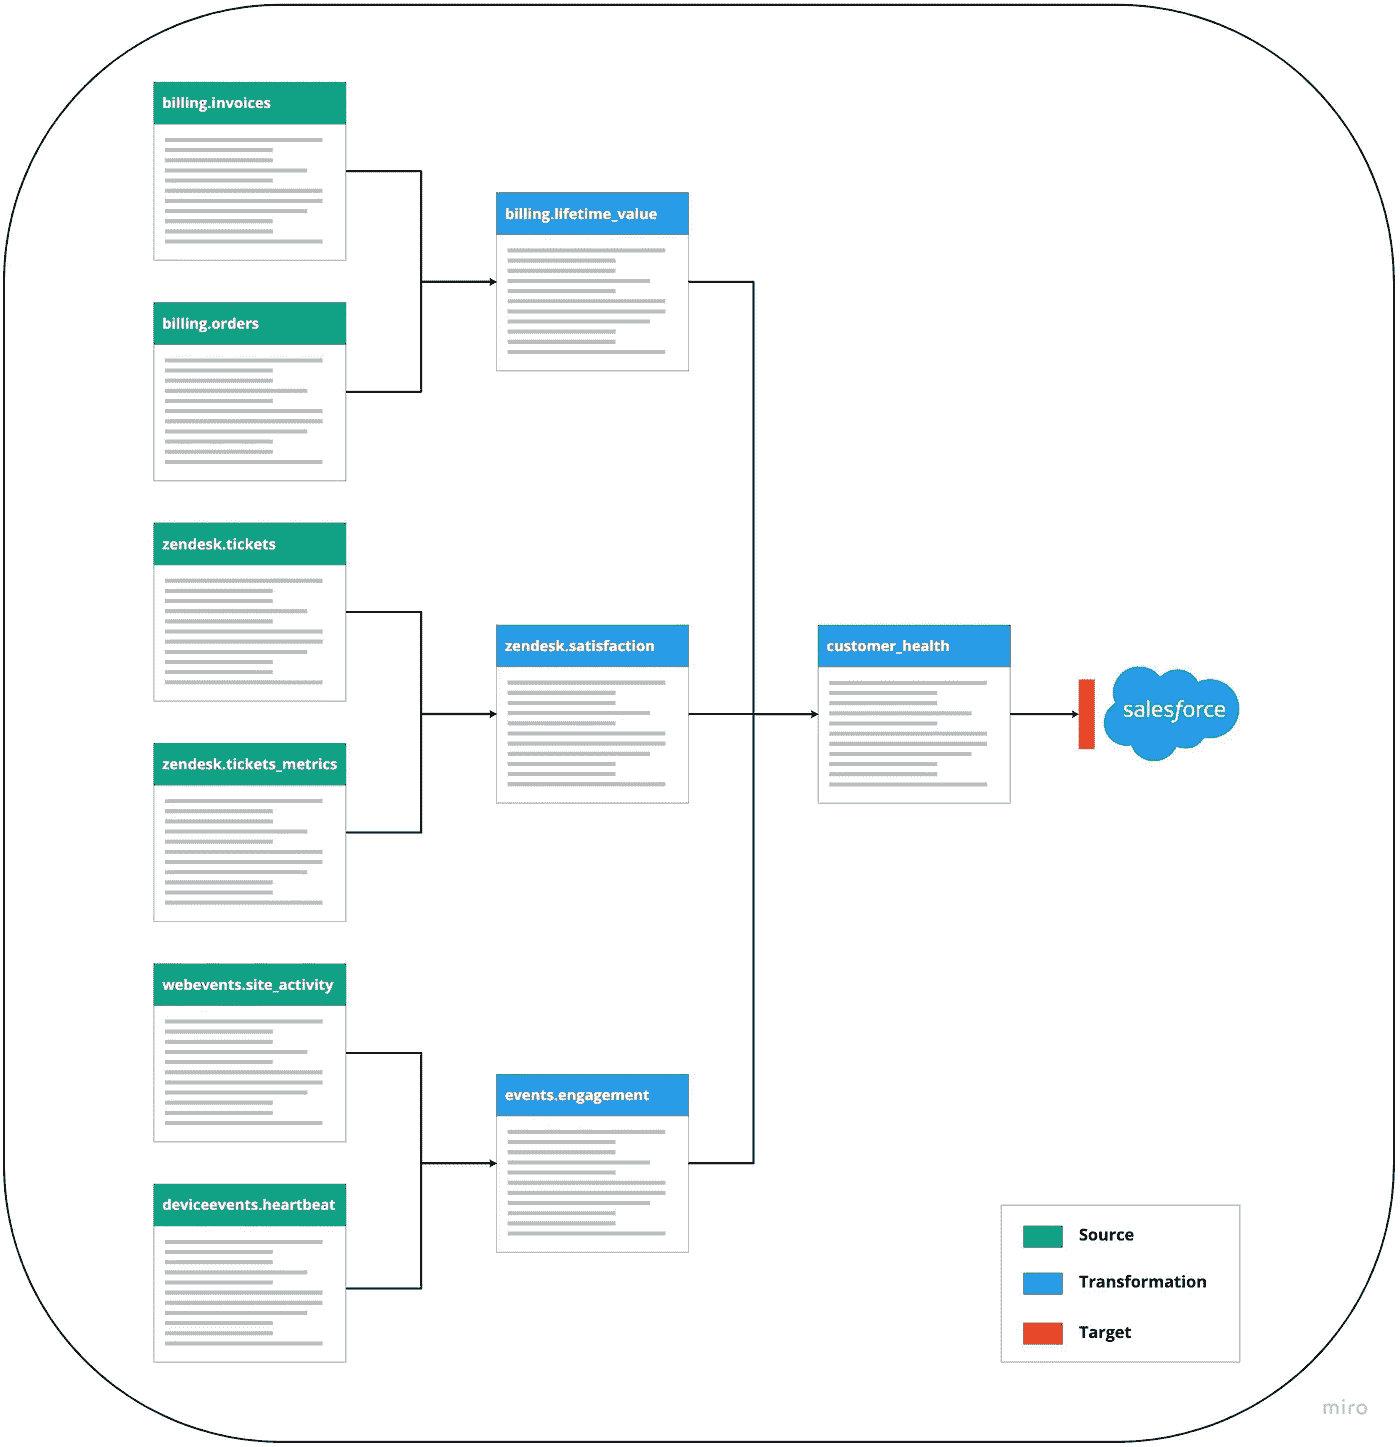 billing.invoices
billing.orders
zendesk.tickets
zendesk.tickets_metrics
webevents.site_activity
deviceevents.heartbeat
billing.lifetime_value
zendesk.satisfaction
events.engagement
customer_health
salesforce
Source
Transformation
Target
miro